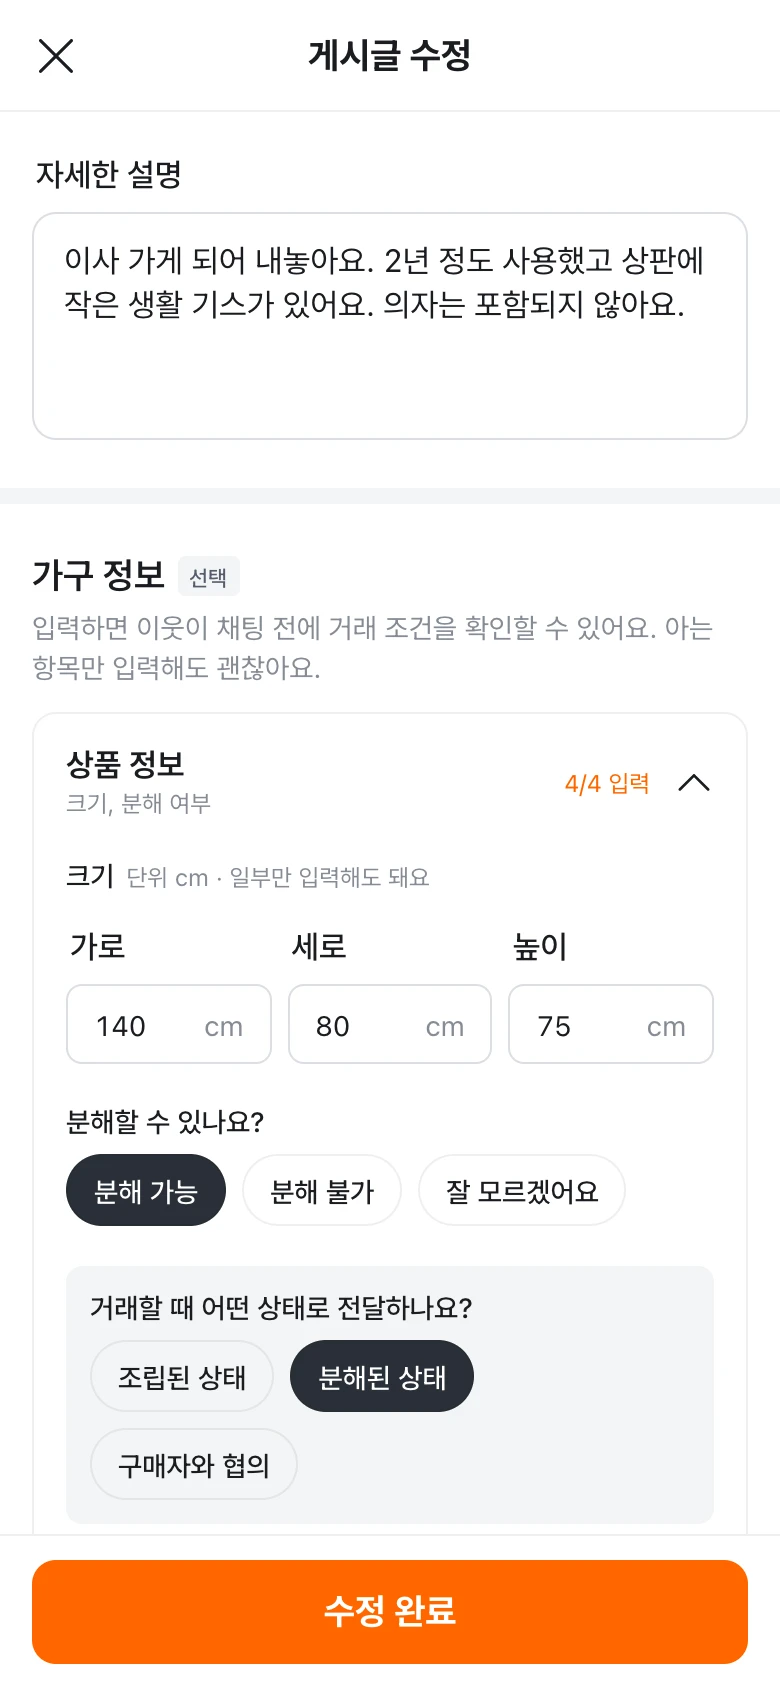 게시글 수정
자세한 설명
이사 가게 되어 내놓아요. 2년 정도 사용했고 상판에
작은 생활 기스가 있어요. 의자는 포함되지 않아요.
가구 정보 선택
입력하면 이웃이 채팅 전에 거래 조건을 확인할 수 있어요. 아는
항목만 입력해도 괜찮아요.
상품 정보
4/4 입력
크기, 분해 여부
크기 단위 cm · 일부만 입력해도 돼요
가로 세로 높이
140 cm 80 cm 75 cm
분해할 수 있나요?
분해 가능 분해 불가 잘 모르겠어요
거래할 때 어떤 상태로 전달하나요?
조립된 상태 분해된 상태
구매자와 협의
수정 완료